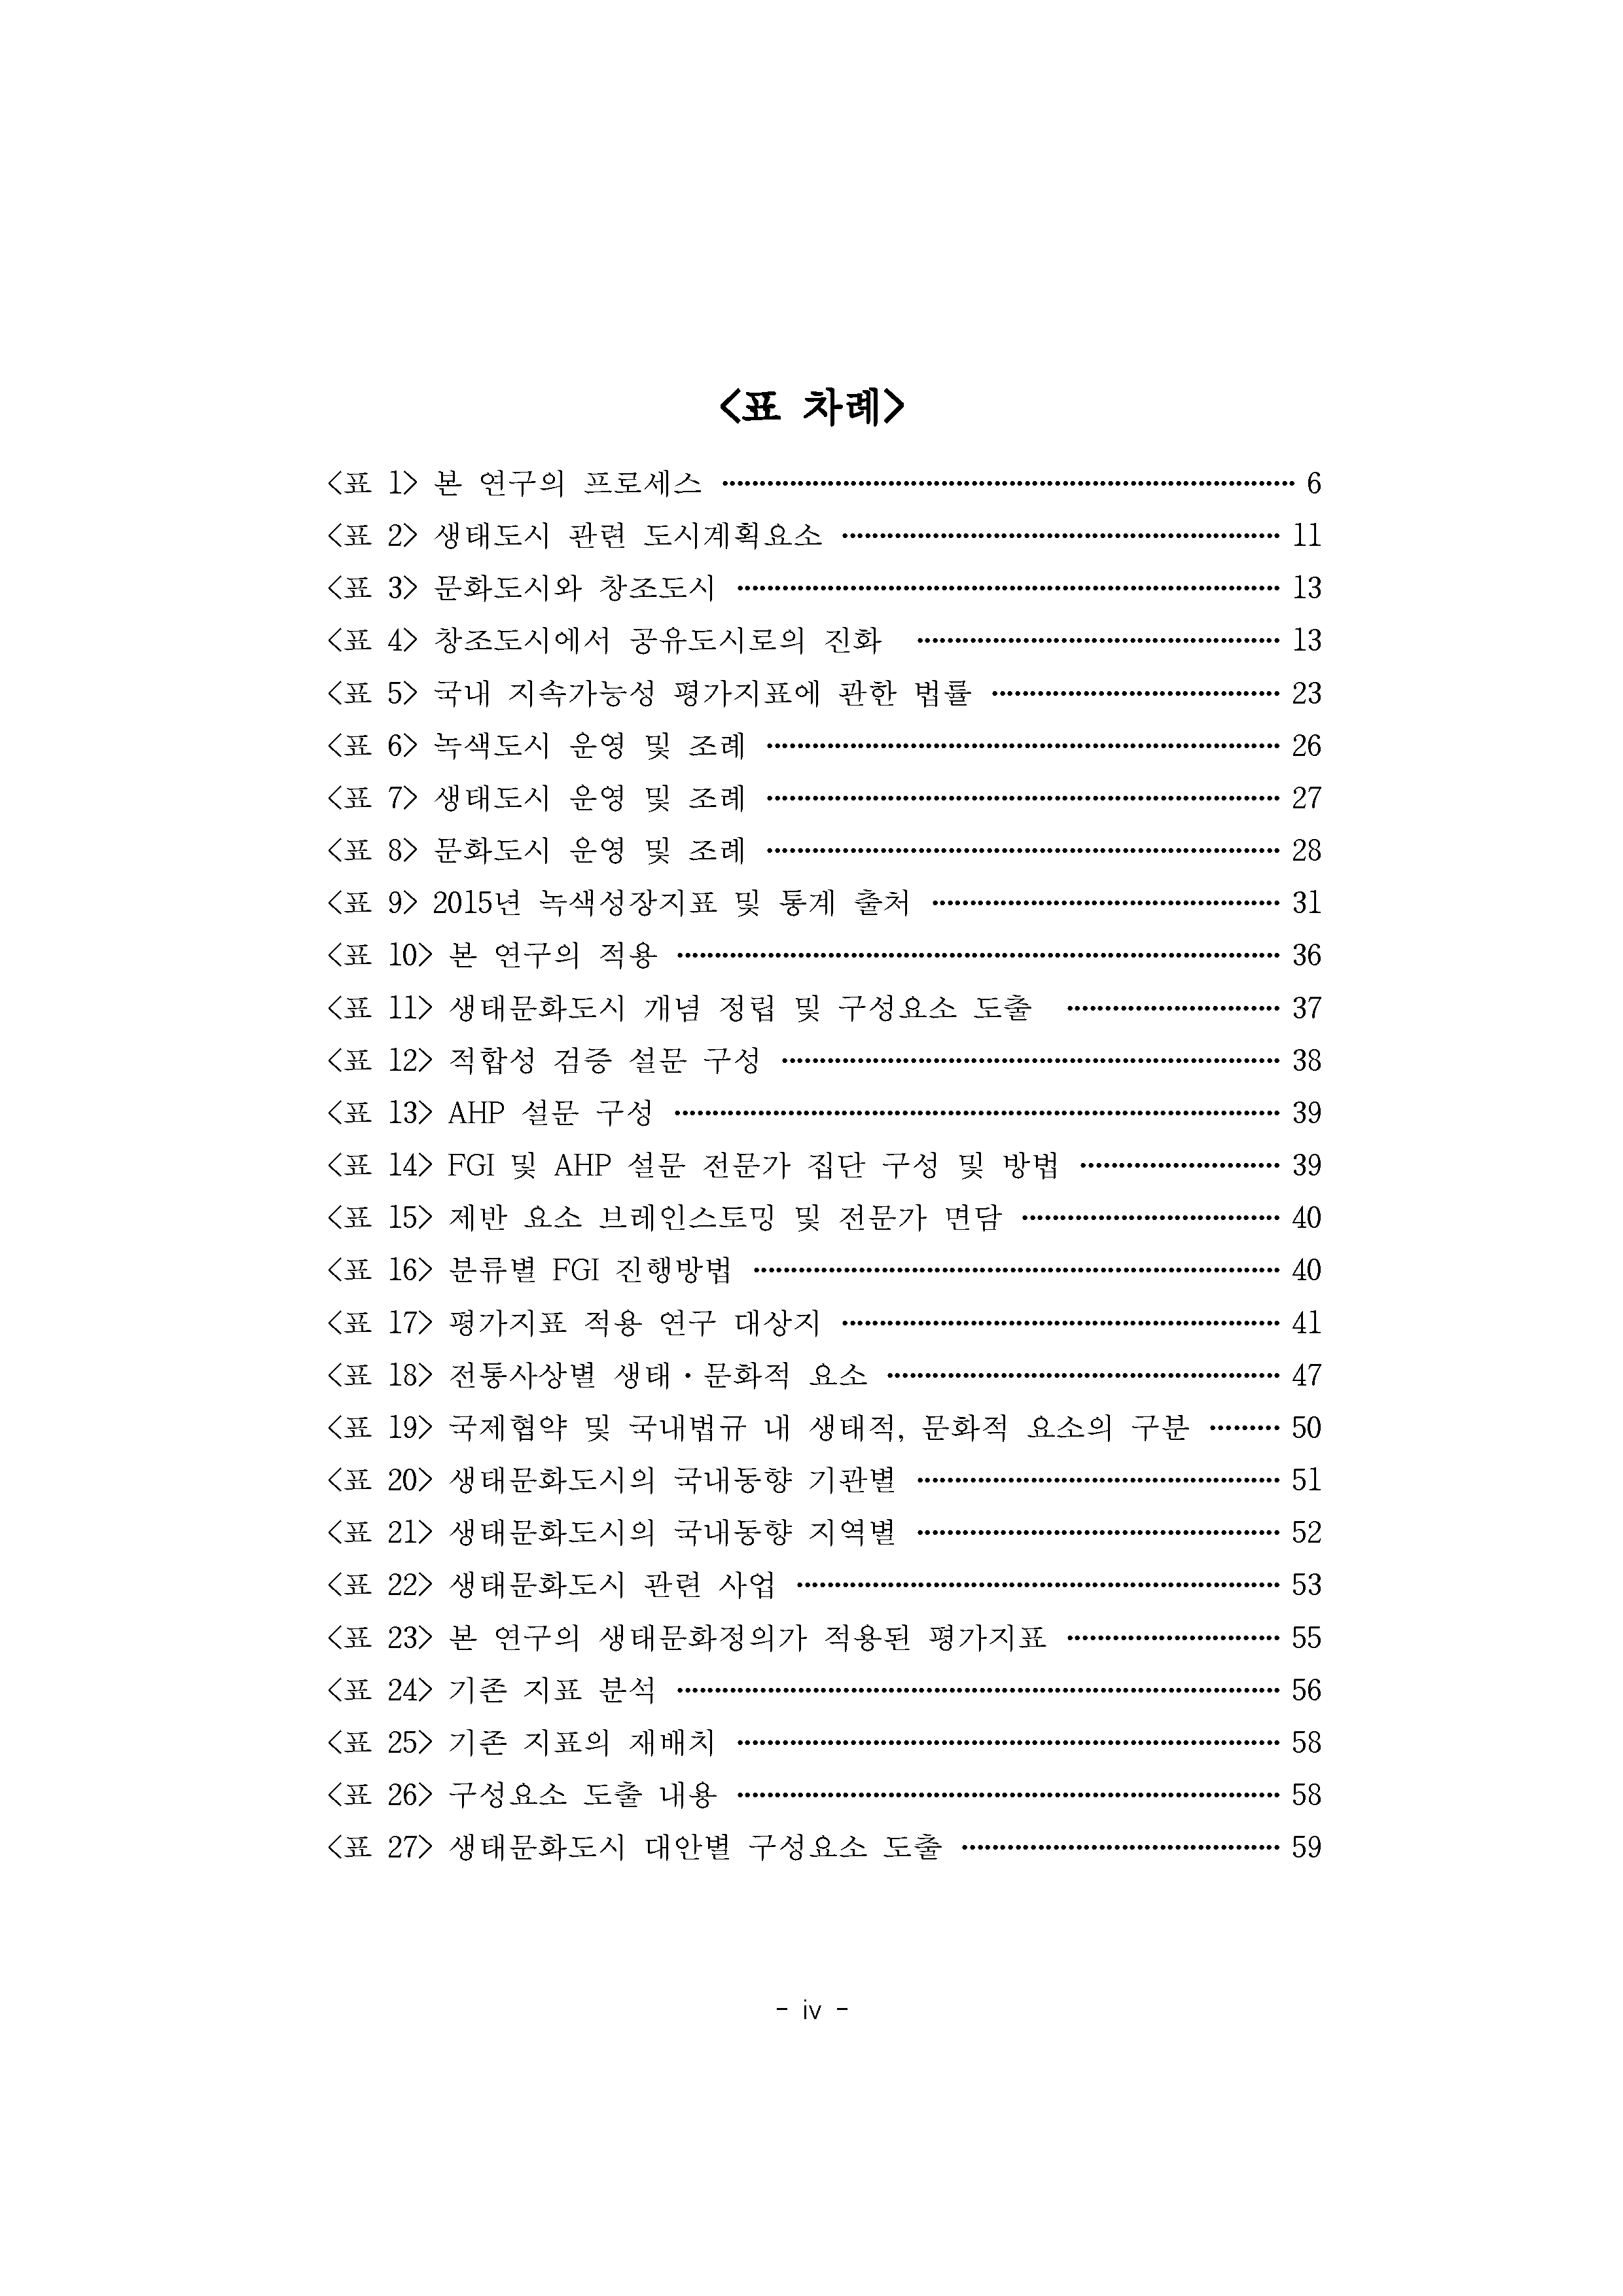 <표 차례>
<표 1> 본 연구의 프로세스 ················ 6
<표 2> 생태도시 관련 도시계획요소 ················ 11
<표 3> 문화도시와 창조도시 ················ 13
<표 4> 창조도시에서 공유도시로의 진화 ················ 13
<표 5> 국내 지속가능성 평가지표에 관한 법률 ················ 23
<표 6> 녹색도시 운영 및 조례 ················ 26
<표 7> 생태도시 운영 및 조례 ················ 27
<표 8> 문화도시 운영 및 조례 ················ 28
<표 9> 2015년 녹색성장지표 및 통계 출처 ················ 31
<표 10> 본 연구의 적용 ················ 36
<표 11> 생태문화도시 개념 정립 및 구성요소 도출 ················ 37
<표 12> 적합성 검증 설문 구성 ················ 38
<표 13> AHP 설문 구성 ················ 39
<표 14> FGI 및 AHP 설문 전문가 집단 구성 및 방법 ················ 39
<표 15> 제반 요소 브레인스토밍 및 전문가 면담 ················ 40
<표 16> 분류별 FGI 진행방법 ················ 40
<표 17> 평가지표 적용 연구 대상지 ················ 41
<표 18> 전통사상별 생태·문화적 요소 ················ 47
<표 19> 국제협약 및 국내법규 내 생태적, 문화적 요소의 구분 ········· 50
<표 20> 생태문화도시의 국내동향 기관별 ················ 51
<표 21> 생태문화도시의 국내동향 지역별 ················ 52
<표 22> 생태문화도시 관련 사업 ················ 53
<표 23> 본 연구의 생태문화정의가 적용된 평가지표 ················ 55
<표 24> 기존 지표 분석 ················ 56
<표 25> 기존 지표의 재배치 ················ 58
<표 26> 구성요소 도출 내용 ················ 58
<표 27> 생태문화도시 대안별 구성요소 도출 ················ 59
- iv -